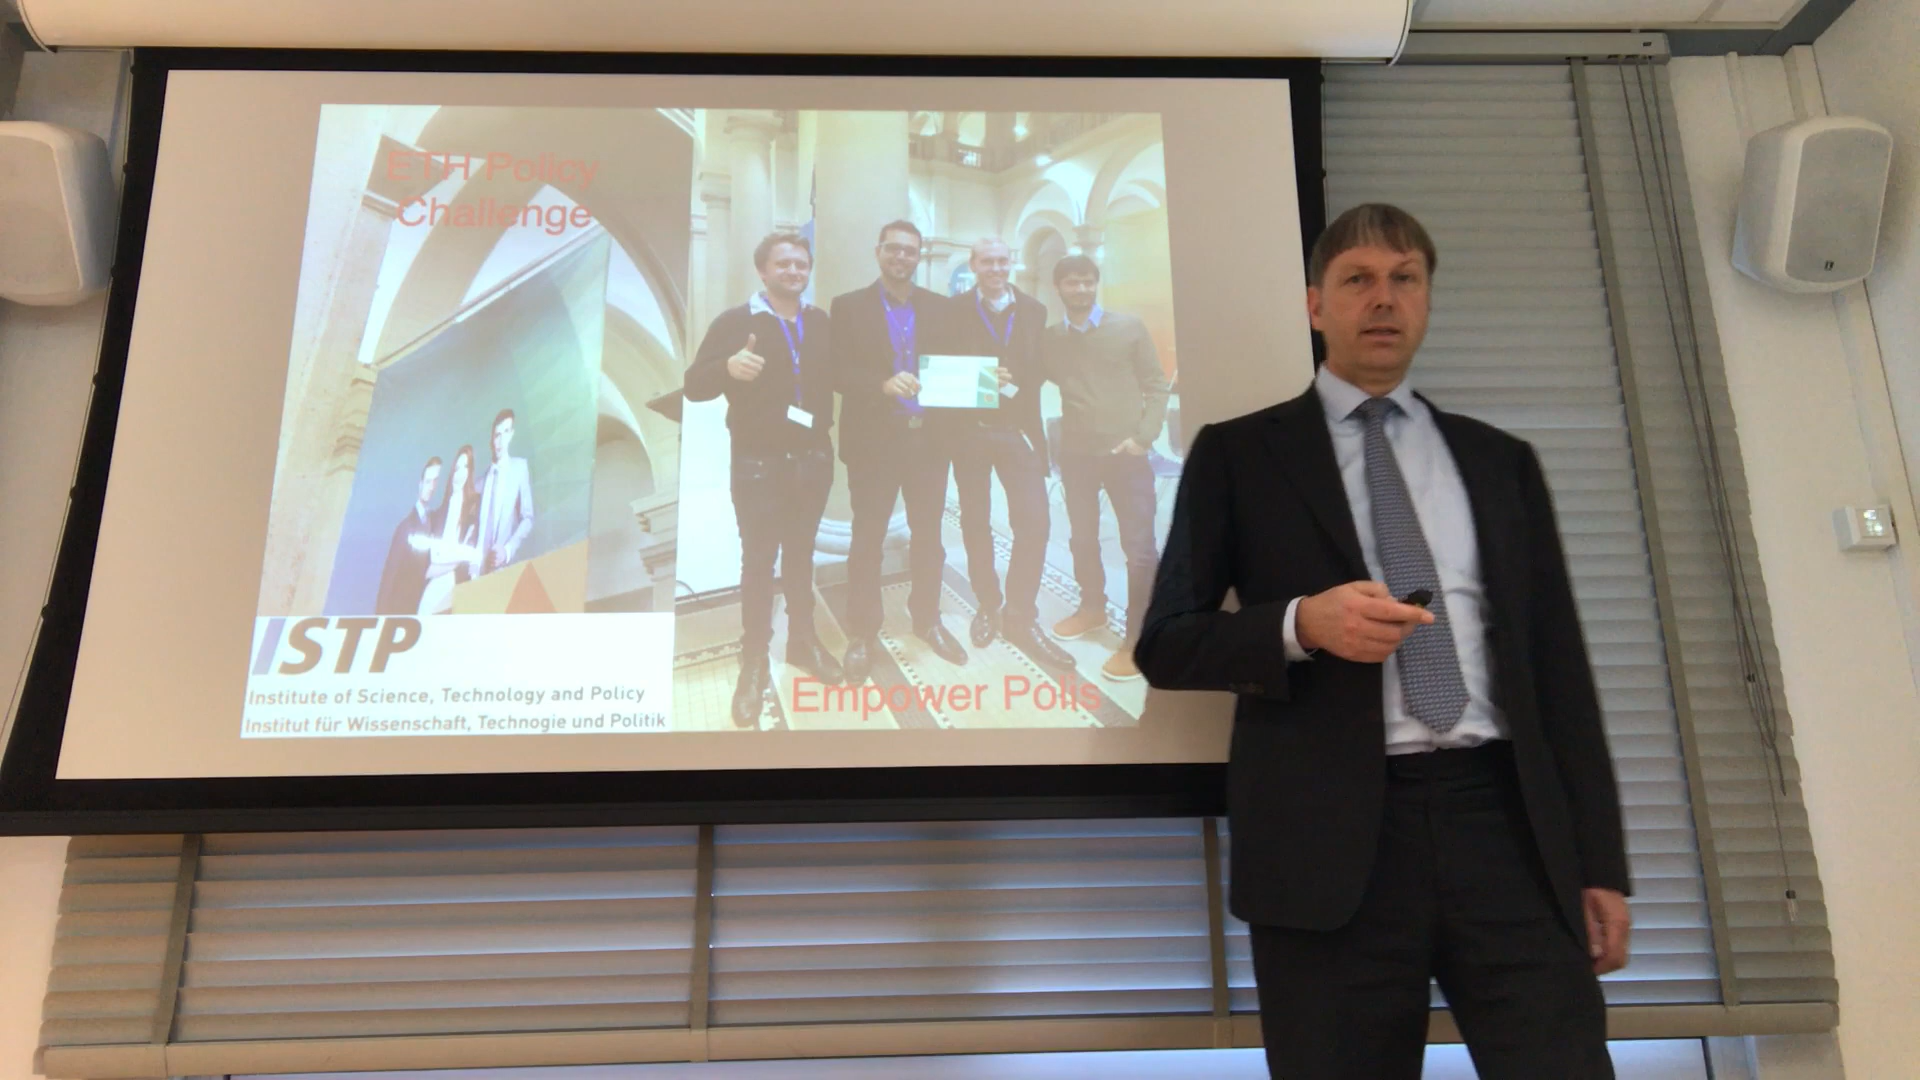 ETH Policy
Challenge
ISTP
Institute of Science, Technology and Policy
Institut für Wissenschaft, Technogie und Politik
Empower Polis